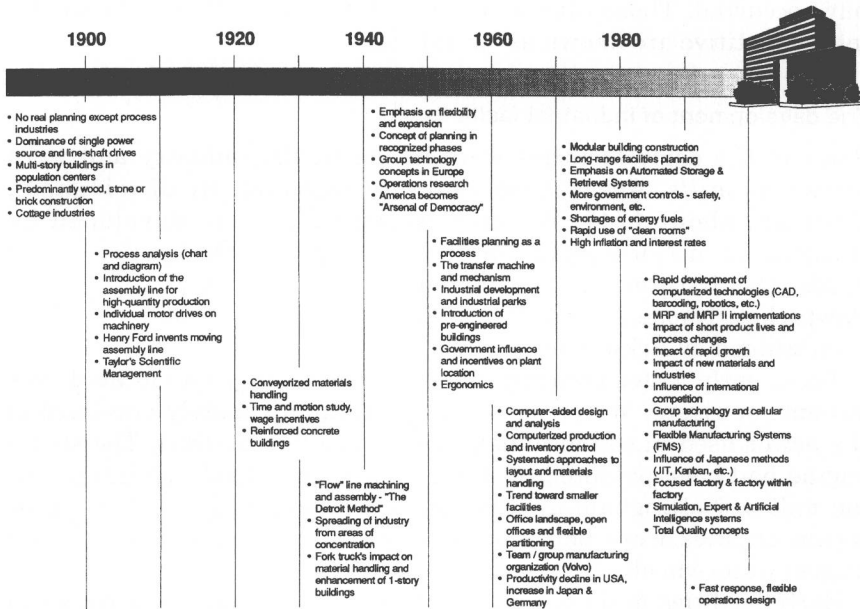 1900 1920 1940 1960 1980
• No real planning except process
industries
• Dominance of single power
source and line-shaft drives
• Multi-story buildings in
population centers
• Predominantly wood, stone or
brick construction
• Cottage industries
• Process analysis (chart
and diagram)
• Introduction of the
assembly line for
high-quantity production
• Individual motor drives on
machinery
• Henry Ford invents moving
assembly line
• Taylor's Scientific
Management
• Conveyorized materials
handling
• Time and motion study,
wage incentives
• Reinforced concrete
buildings
• "Flow" line machining
and assembly - "The
Detroit Method"
• Spreading of industry
from areas of
concentration
• Fork truck's impact on
material handling and
enhancement of 1-story
buildings
• Emphasis on flexibility
and expansion
• Concept of planning in
recognized phases
• Group technology
concepts in Europe
• Operations research
• America becomes
"Arsenal of Democracy"
• Facilities planning as a
process
• The transfer machine
and mechanism
• Industrial development
and industrial parks
• Introduction of
pre-engineered
buildings
• Government influence
and incentives on plant
location
• Ergonomics
• Computer-aided design
and analysis
• Computerized production
and inventory control
• Systematic approaches to
layout and materials
handling
• Trend toward smaller
facilities
• Office landscape, open
offices and flexible
partitioning
• Team / group manufacturing
organization (Volvo)
• Productivity decline in USA,
increase in Japan &
Germany
• Modular building construction
• Long-range facilities planning
• Emphasis on Automated Storage &
Retrieval Systems
• More government controls - safety,
environment, etc.
• Shortages of energy fuels
• Rapid use of "clean rooms"
• High inflation and interest rates
• Rapid development of
computerized technologies (CAD,
barcoding, robotics, etc.)
• MRP and MRP II implementations
• Impact of short product lives and
process changes
• Impact of rapid growth
• Impact of new materials and
industries
• Influence of international
competition
• Group technology and cellular
manufacturing
• Flexible Manufacturing Systems
(FMS)
• Influence of Japanese methods
(JIT, Kanban, etc.)
• Focused factory & factory within
factory
• Simulation, Expert & Artificial
Intelligence systems
• Total Quality concepts
• Fast response, flexible
operations design